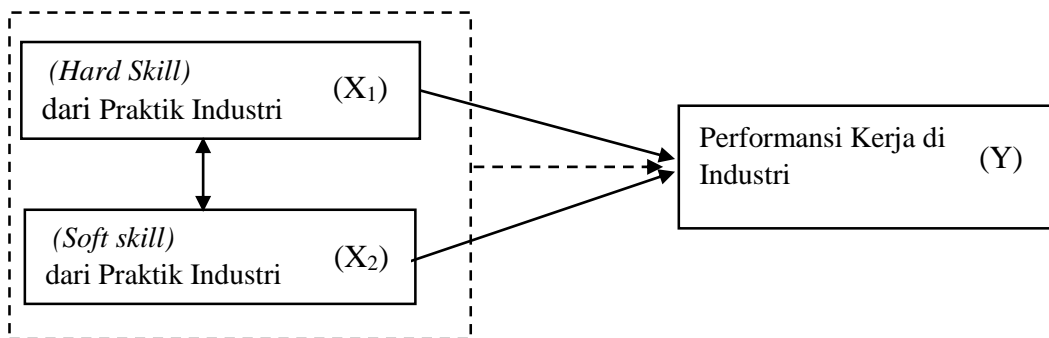 (Hard Skill)
dari Praktik Industri
(X₁)
(Soft skill)
dari Praktik Industri
(X₂)
Performansi Kerja di
Industri
(Y)